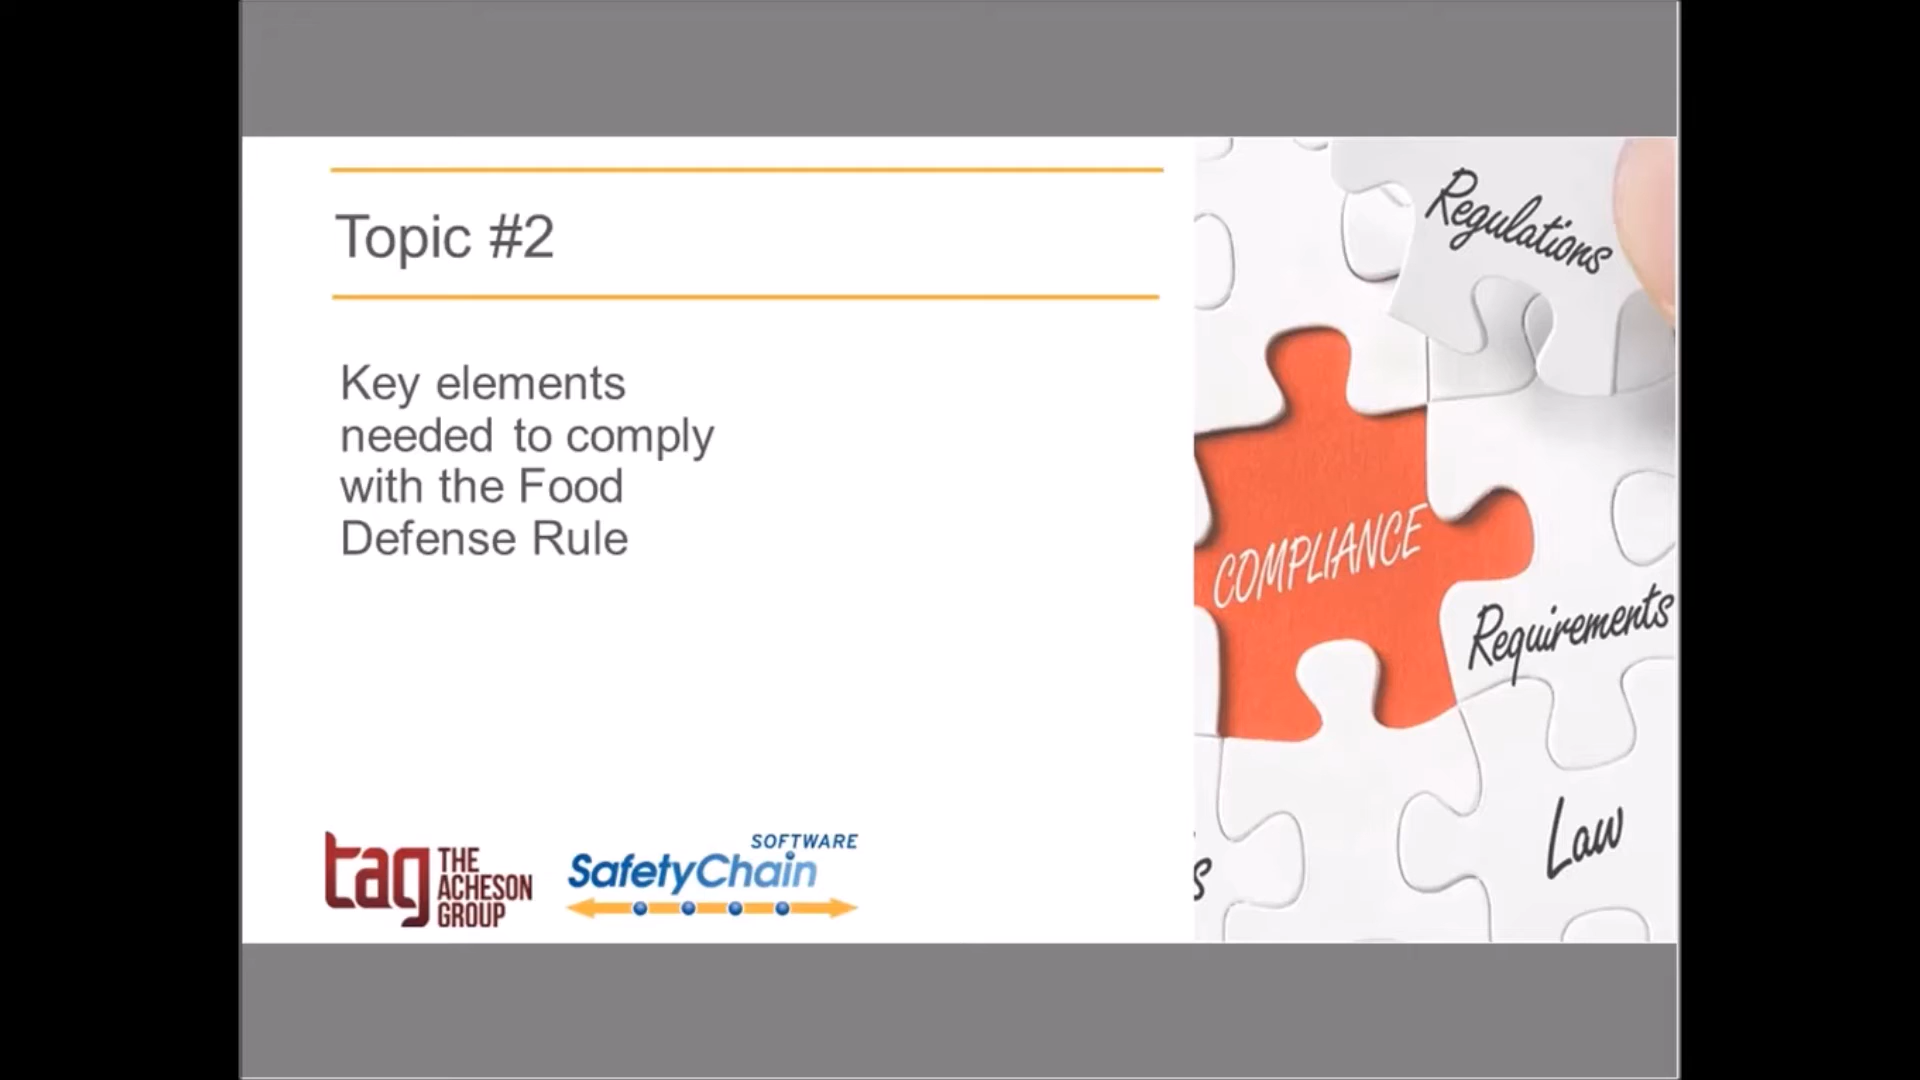 Topic #2
Key elements
needed to comply
with the Food
Defense Rule
Regulations
COMPLIANCE
Requirements
Law
s
tag THE
ACHESON
GROUP
SOFTWARE
SafetyChain